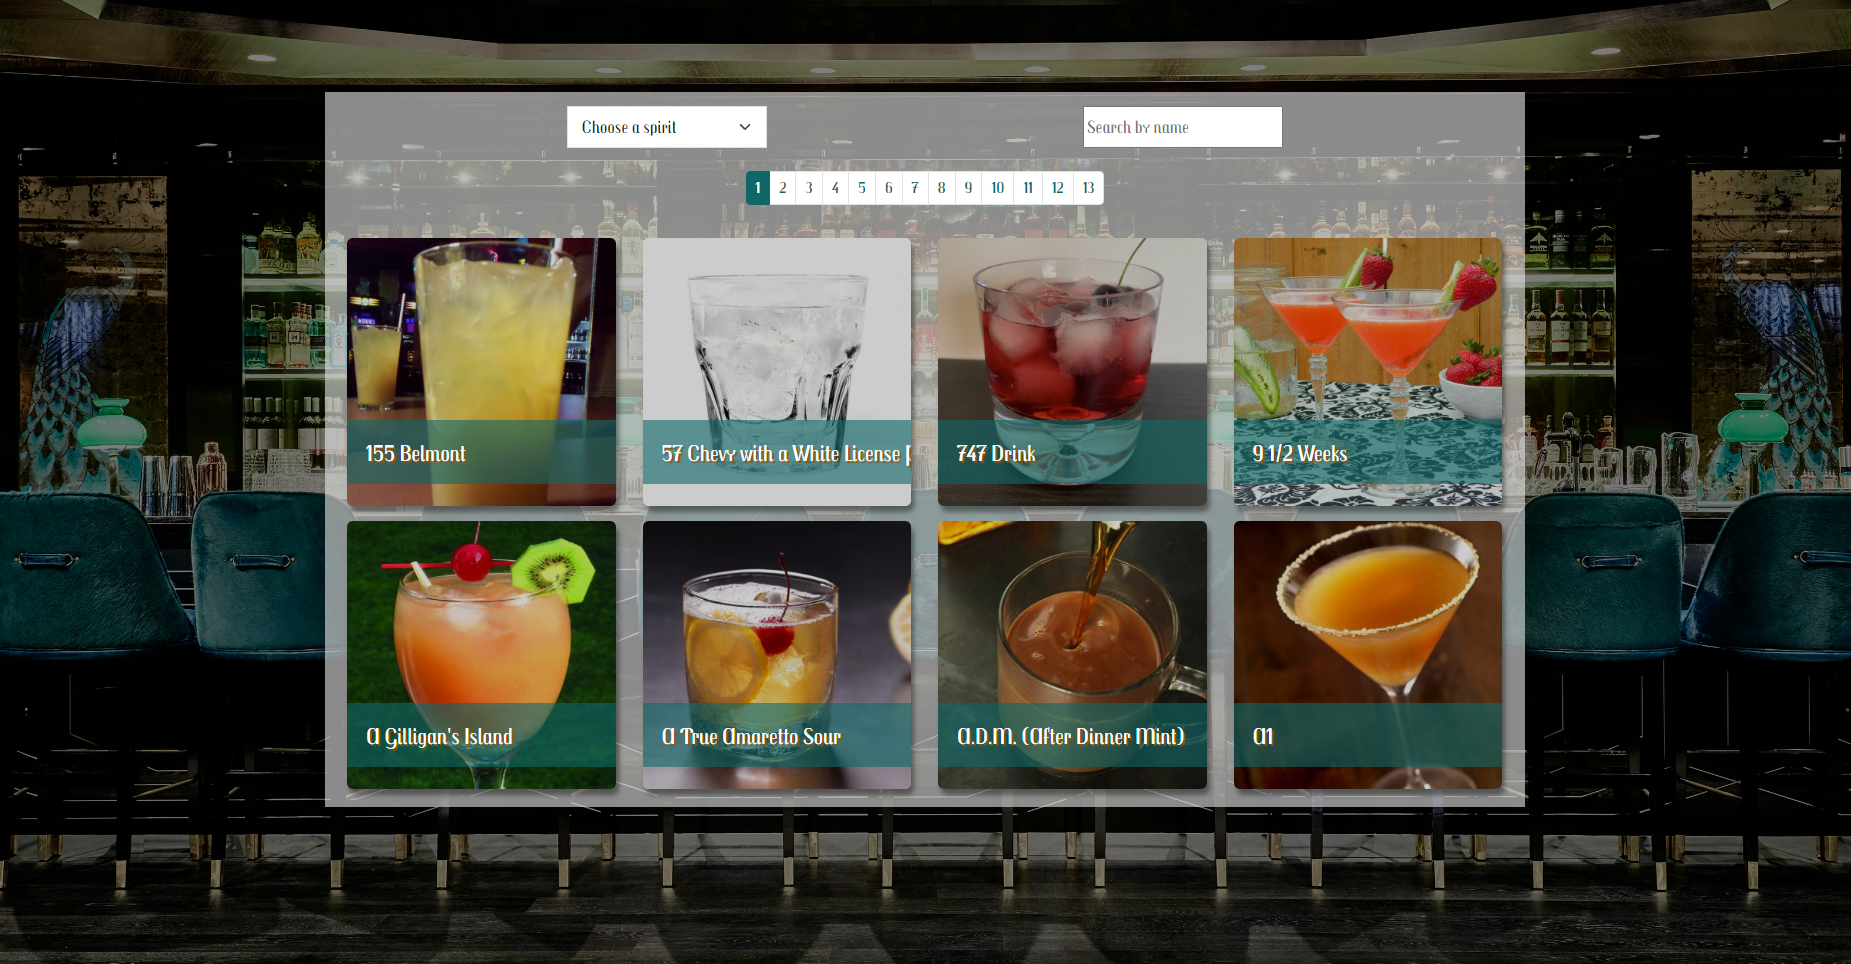 Choose a spirit
Search by name
1 2 3 4 5 6 7 8 9 10 11 12 13
155 Belmont
57 Chevy with a White License
747 Drink
9 1/2 Weeks
A Gilligan's Island
A True Amaretto Sour
A.D.M. (After Dinner Mint)
A1